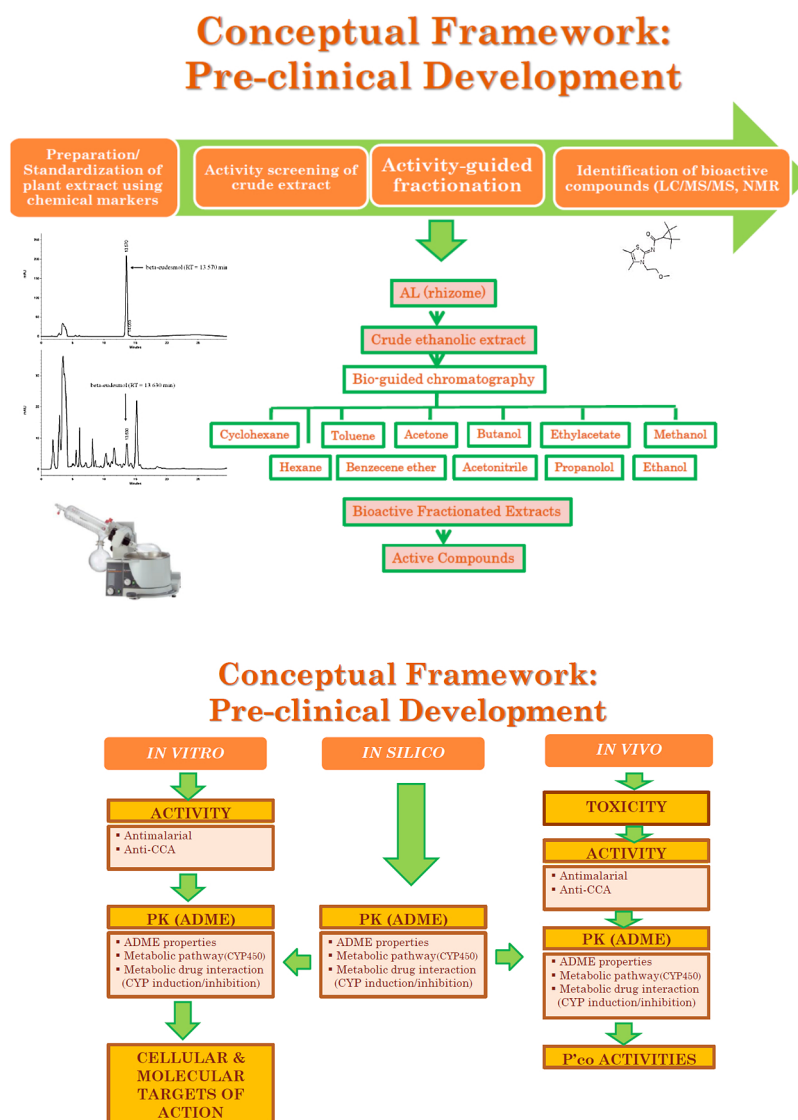 Conceptual Framework:
Pre-clinical Development
Preparation/
Standardization of
plant extract using
chemical markers
Activity screening of
crude extract
Activity-guided
fractionation
Identification of bioactive
compounds (LC/MS/MS, NMR
13.570
beta-eudesmol (RT = 13.570 min)
Minutes
beta-eudesmol (RT = 13.630 min)
13.630
Minutes
S
N
O
N
O
AL (rhizome)
Crude ethanolic extract
Bio-guided chromatography
Cyclohexane
Toluene
Acetone
Butanol
Ethylacetate
Methanol
Hexane
Benzecene ether
Acetonitrile
Propanolol
Ethanol
Bioactive Fractionated Extracts
Active Compounds
Conceptual Framework:
Pre-clinical Development
IN VITRO
IN SILICO
IN VIVO
ACTIVITY
▪ Antimalarial
▪ Anti-CCA
PK (ADME)
▪ ADME properties
▪ Metabolic pathway(CYP450)
▪ Metabolic drug interaction
(CYP induction/inhibition)
CELLULAR &
MOLECULAR
TARGETS OF
ACTION
PK (ADME)
▪ ADME properties
▪ Metabolic pathway(CYP450)
▪ Metabolic drug interaction
(CYP induction/inhibition)
TOXICITY
ACTIVITY
▪ Antimalarial
▪ Anti-CCA
PK (ADME)
▪ ADME properties
▪ Metabolic pathway(CYP450)
▪ Metabolic drug interaction
(CYP induction/inhibition)
P'co ACTIVITIES